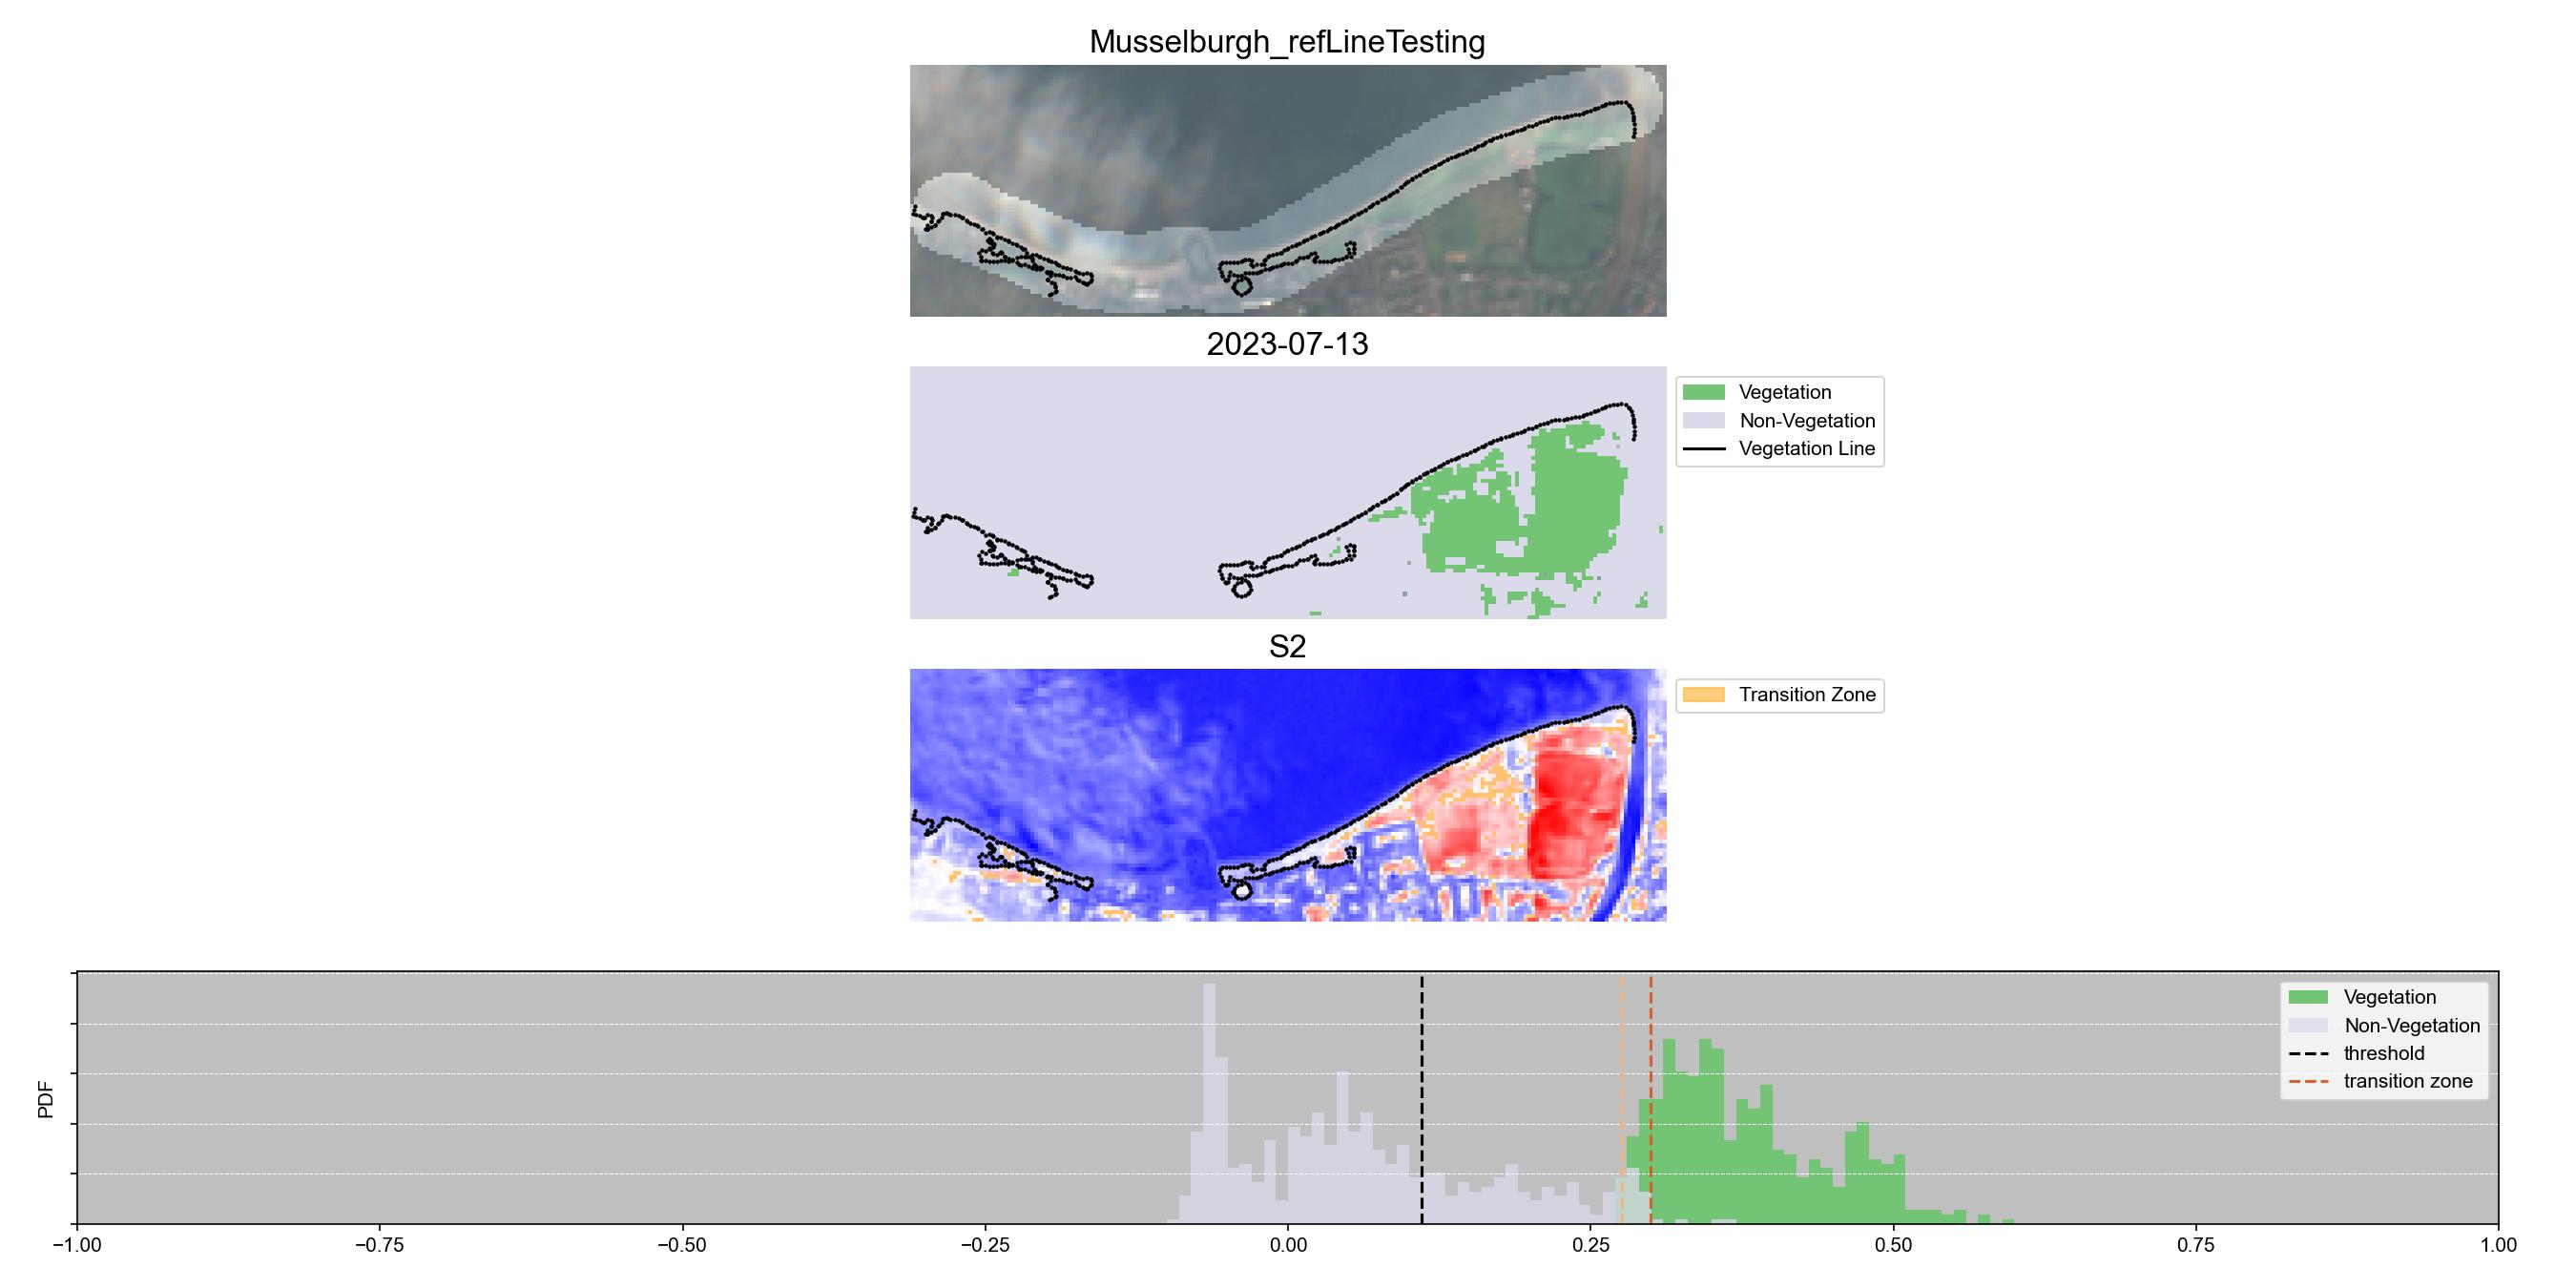 Musselburgh_refLineTesting
2023-07-13
Vegetation
Non-Vegetation
Vegetation Line
S2
Transition Zone
PDF
Vegetation
Non-Vegetation
threshold
transition zone
−1.00 −0.75 −0.50 −0.25 0.00 0.25 0.50 0.75 1.00